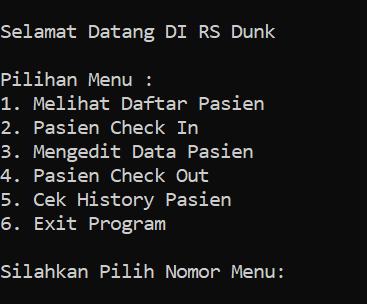 Selamat Datang DI RS Dunk
Pilihan Menu :
1. Melihat Daftar Pasien
2. Pasien Check In
3. Mengedit Data Pasien
4. Pasien Check Out
5. Cek History Pasien
6. Exit Program
Silahkan Pilih Nomor Menu: